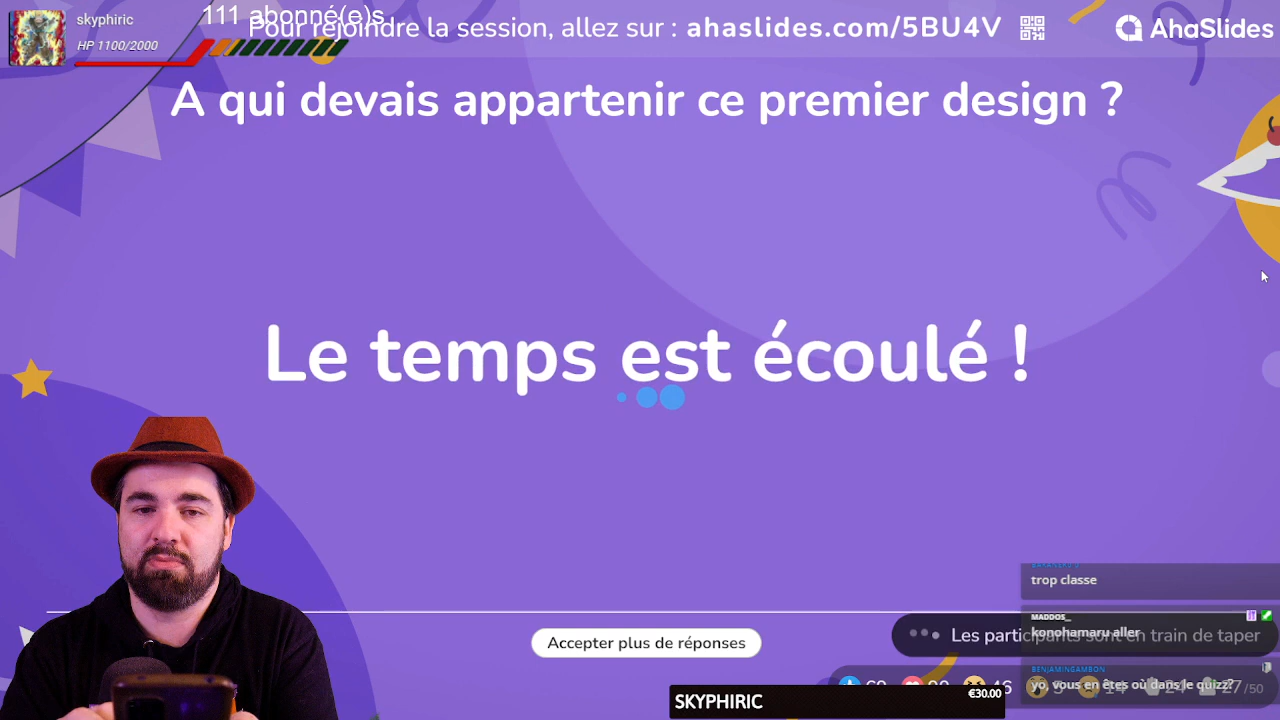 111 abonné(e)s
skyphiric
HP 1100/2000
Pour rejoindre la session, allez sur : ahaslides.com/5BU4V
AhaSlides
A qui devais appartenir ce premier design ?
Le temps est écoulé !
trop classe
MADDOS_
konohamaru aller
Les participants sont en train de taper
Accepter plus de réponses
BENJAMINGAMBON
yo, vous en êtes où dans le quizz?
/50
SKYPHIRIC
€30.00